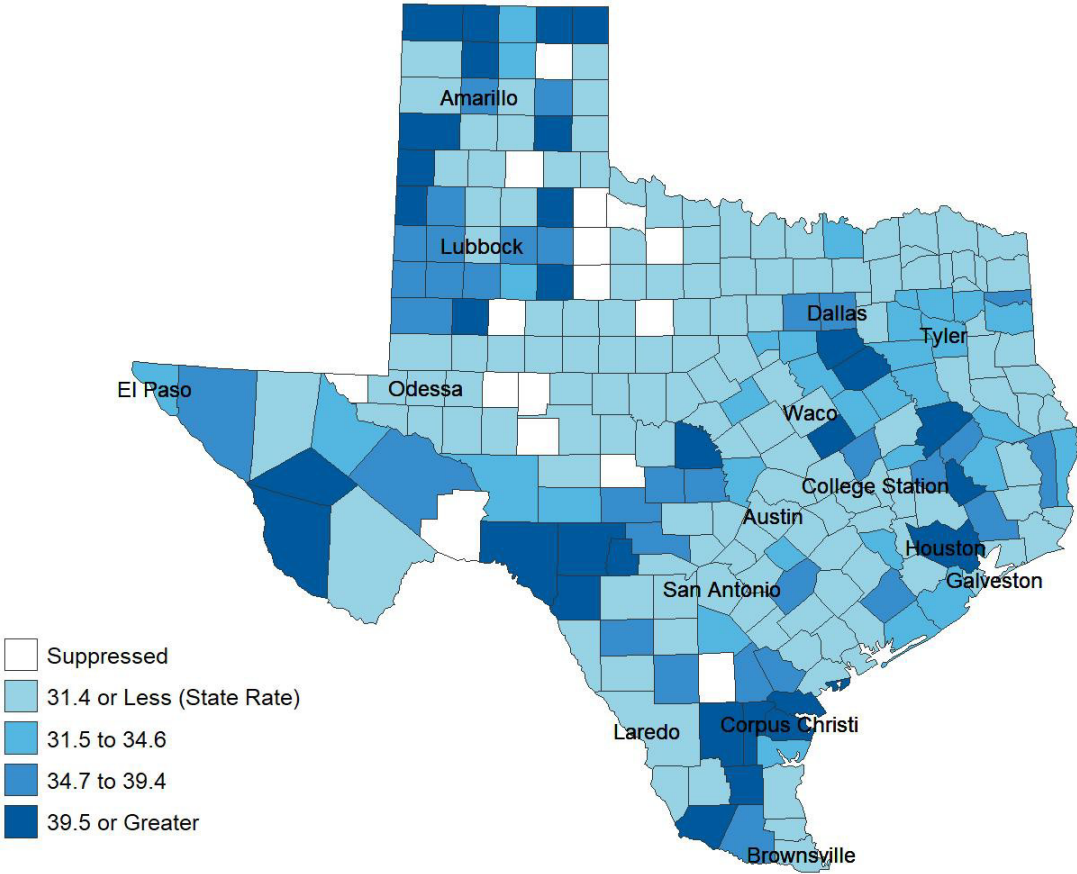 Amarillo
Lubbock
Dallas
Tyler
El Paso
Odessa
Waco
College Station
Austin
Houston
Galveston
San Antonio
Suppressed
31.4 or Less (State Rate)
Laredo
Corpus Christi
31.5 to 34.6
34.7 to 39.4
39.5 or Greater
Brownsville